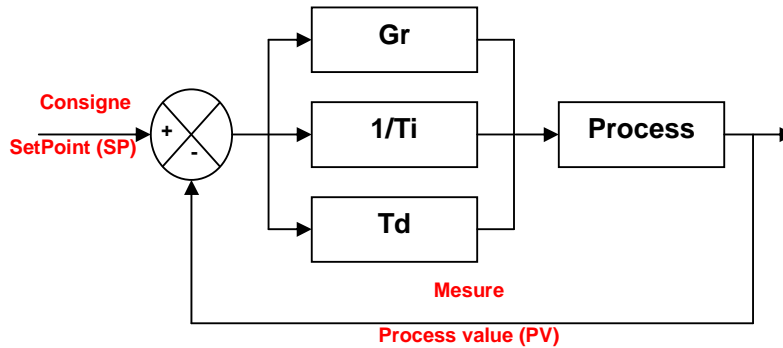 Gr
Consigne
+
-
1/Ti
Process
SetPoint (SP)
Td
Mesure
Process value (PV)